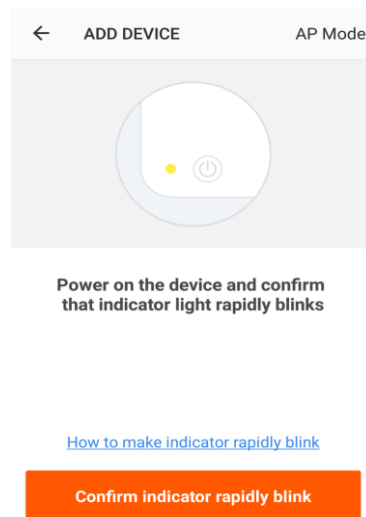 ADD DEVICE AP Mode
Power on the device and confirm
that indicator light rapidly blinks
How to make indicator rapidly blink
Confirm indicator rapidly blink